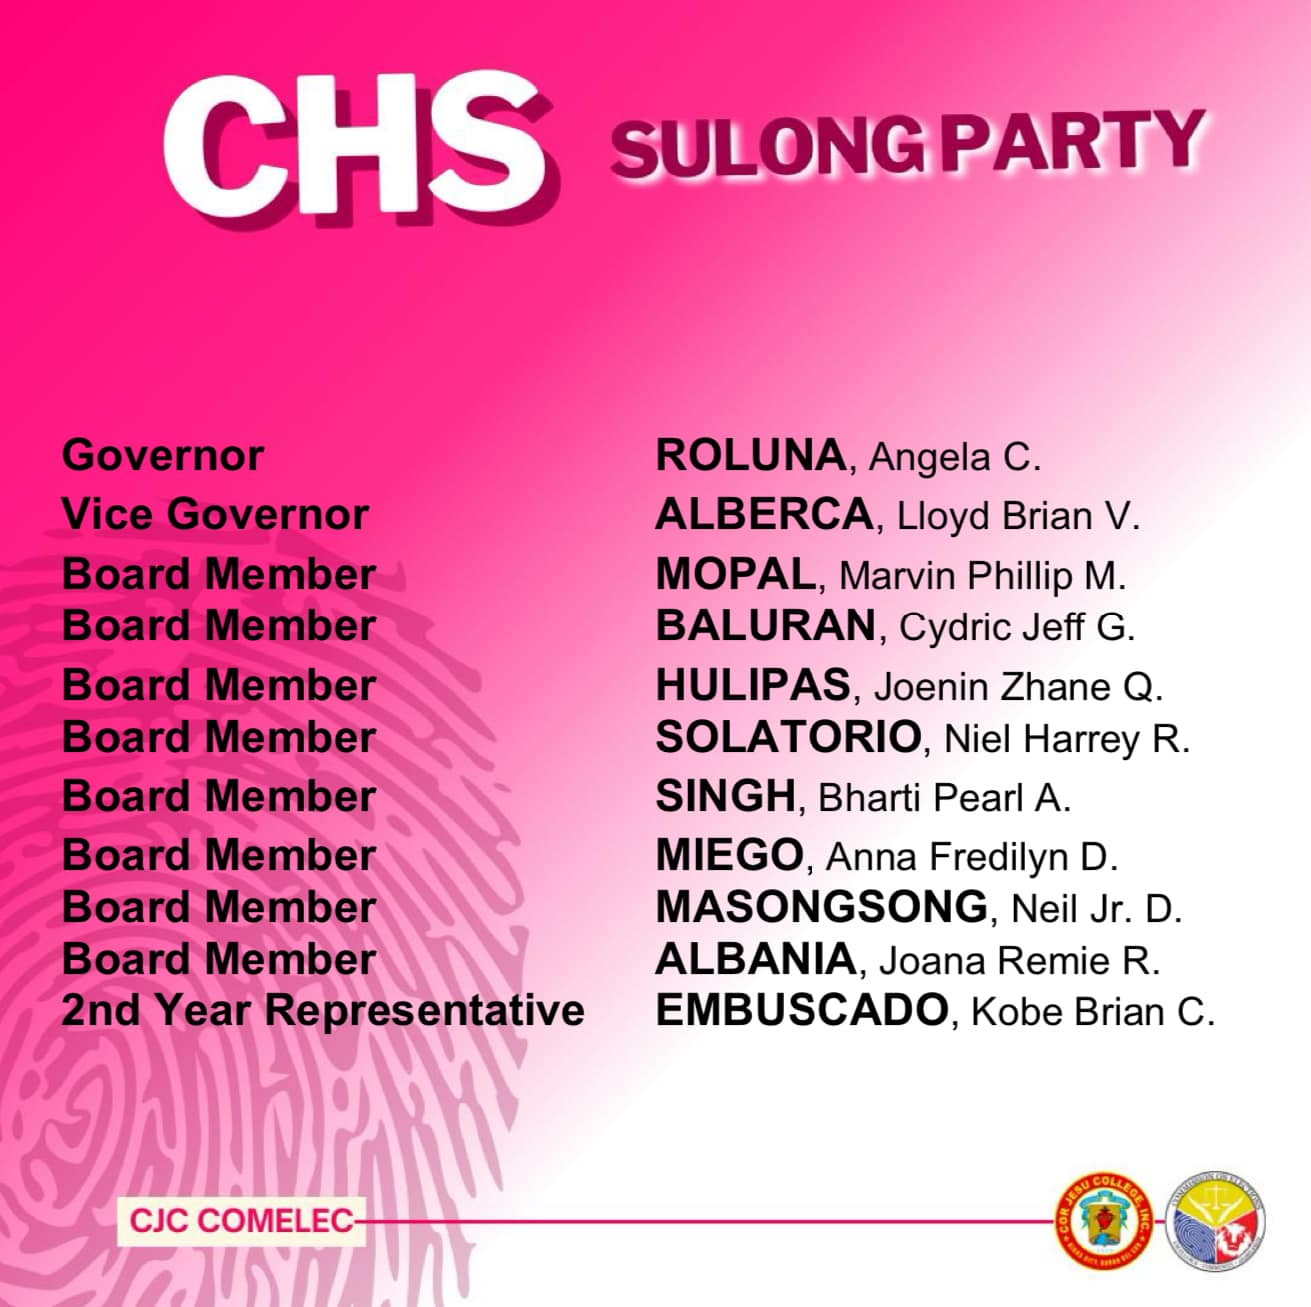 CHS SULONG PARTY
Governor ROLUNA, Angela C.
Vice Governor ALBERCA, Lloyd Brian V.
Board Member MOPAL, Marvin Phillip M.
Board Member BALURAN, Cydric Jeff G.
Board Member HULIPAS, Joenin Zhane Q.
Board Member SOLATORIO, Niel Harrey R.
Board Member SINGH, Bharti Pearl A.
Board Member MIEGO, Anna Fredilyn D.
Board Member MASONGSONG, Neil Jr. D.
Board Member ALBANIA, Joana Remie R.
2nd Year Representative EMBUSCADO, Kobe Brian C.
CJC COMELEC
COR JESU COLLEGE, INC.
COMMISSION ON ELECTIONS